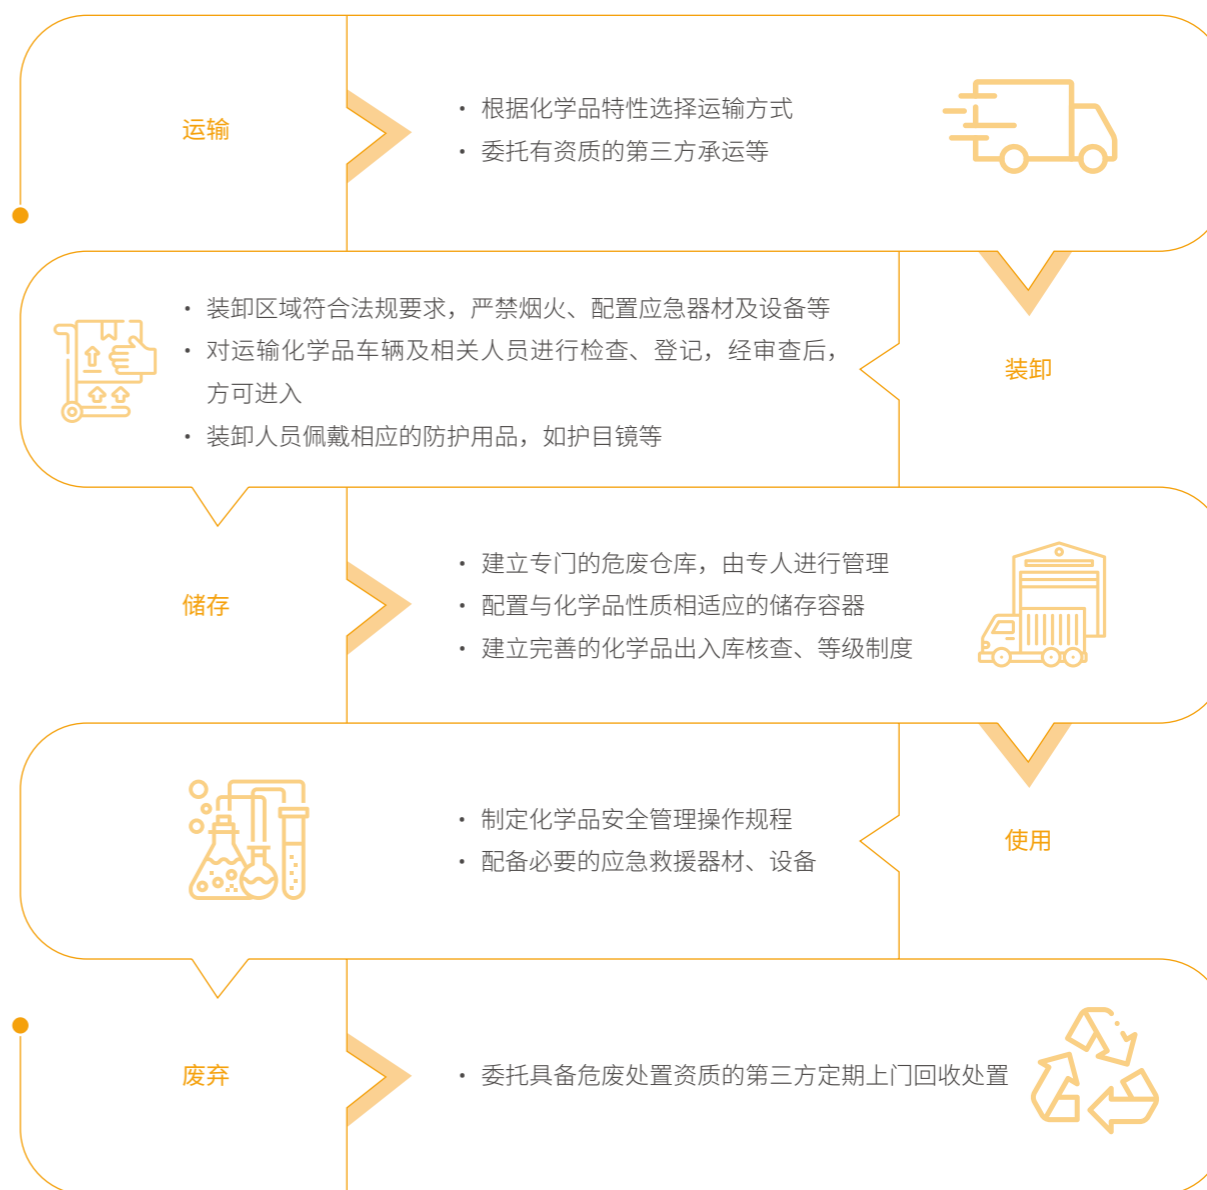 运输
• 根据化学品特性选择运输方式
• 委托有资质的第三方承运等
• 装卸区域符合法规要求，严禁烟火、配置应急器材及设备等
• 对运输化学品车辆及相关人员进行检查、登记，经审查后，
方可进入
• 装卸人员佩戴相应的防护用品，如护目镜等
装卸
储存
• 建立专门的危废仓库，由专人进行管理
• 配置与化学品性质相适应的储存容器
• 建立完善的化学品出入库核查、等级制度
• 制定化学品安全管理操作规程
• 配备必要的应急救援器材、设备
使用
废弃
• 委托具备危废处置资质的第三方定期上门回收处置